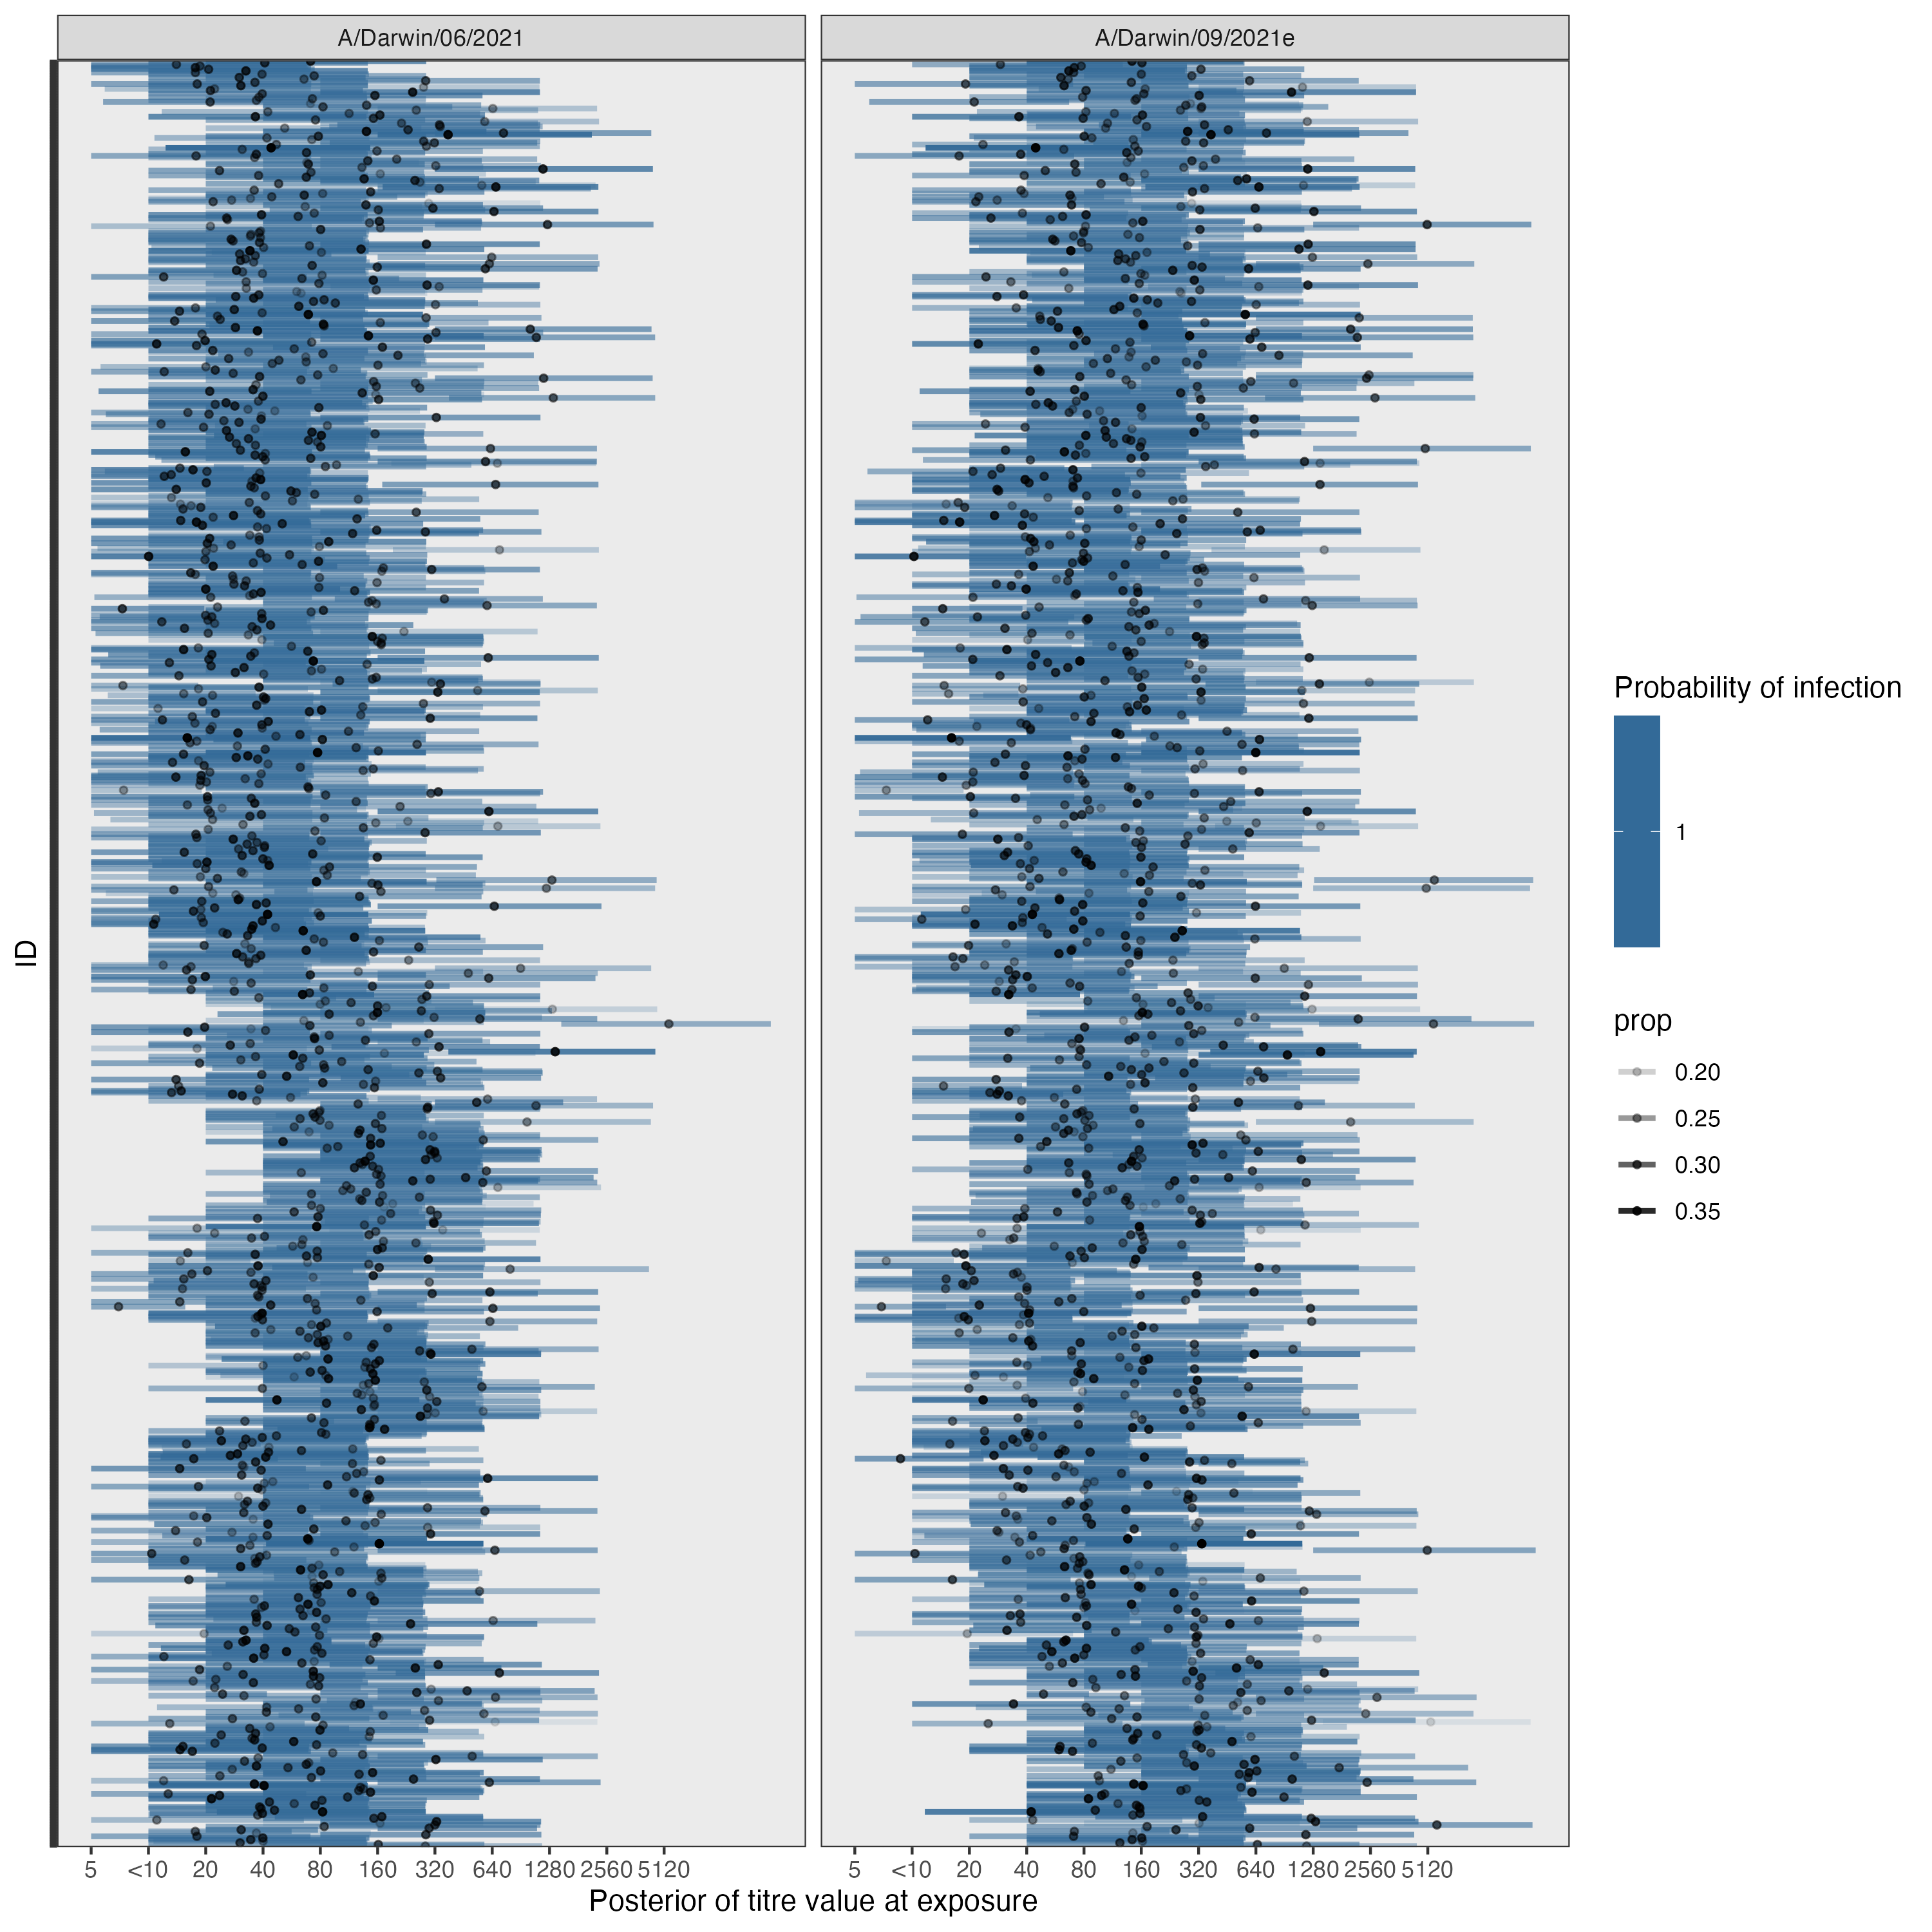 A/Darwin/06/2021
A/Darwin/09/2021e
ID
5 <10 20 40 80 160 320 640 1280 2560 5120
5 <10 20 40 80 160 320 640 1280 2560 5120
Posterior of titre value at exposure
Probability of infection
1
prop
0.20
0.25
0.30
0.35